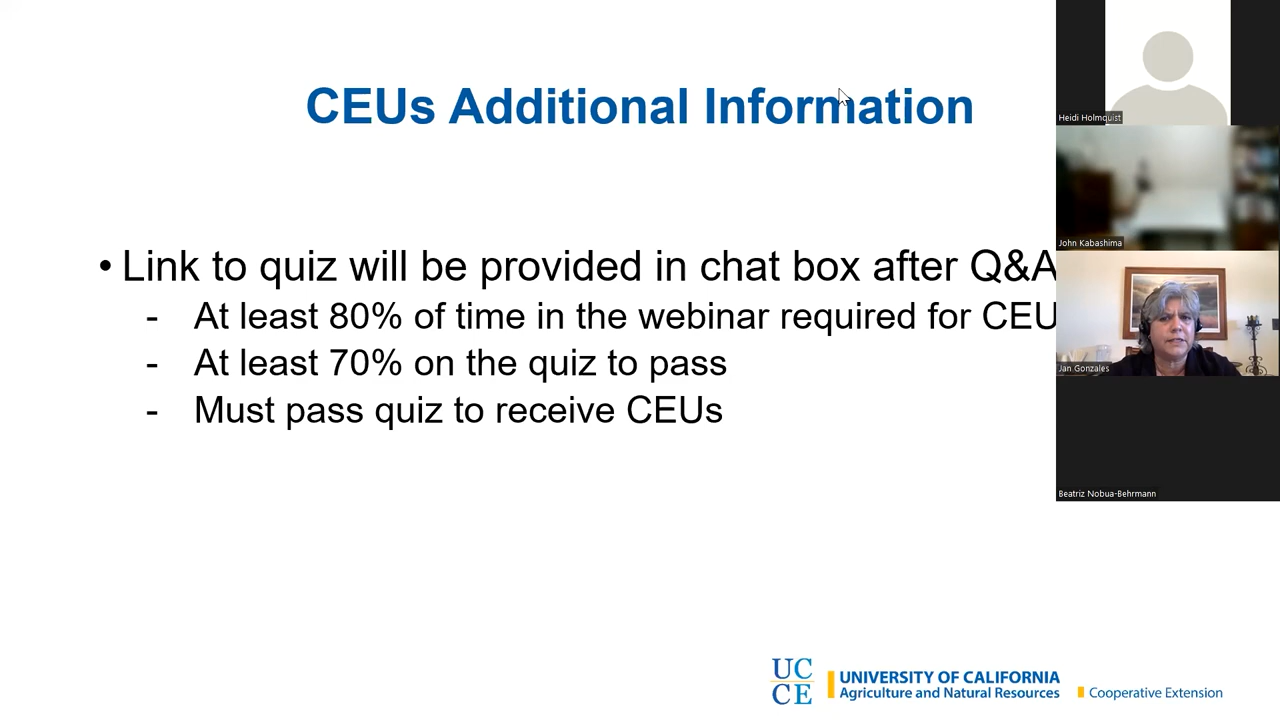 CEUs Additional Information
• Link to quiz will be provided in chat box after Q&A
- At least 80% of time in the webinar required for CEU
- At least 70% on the quiz to pass
- Must pass quiz to receive CEUs
Heidi Holmquist
John Kabashima
Jan Gonzales
Beatriz Nobua-Behrmann
UC
CE
UNIVERSITY OF CALIFORNIA
Agriculture and Natural Resources
Cooperative Extension